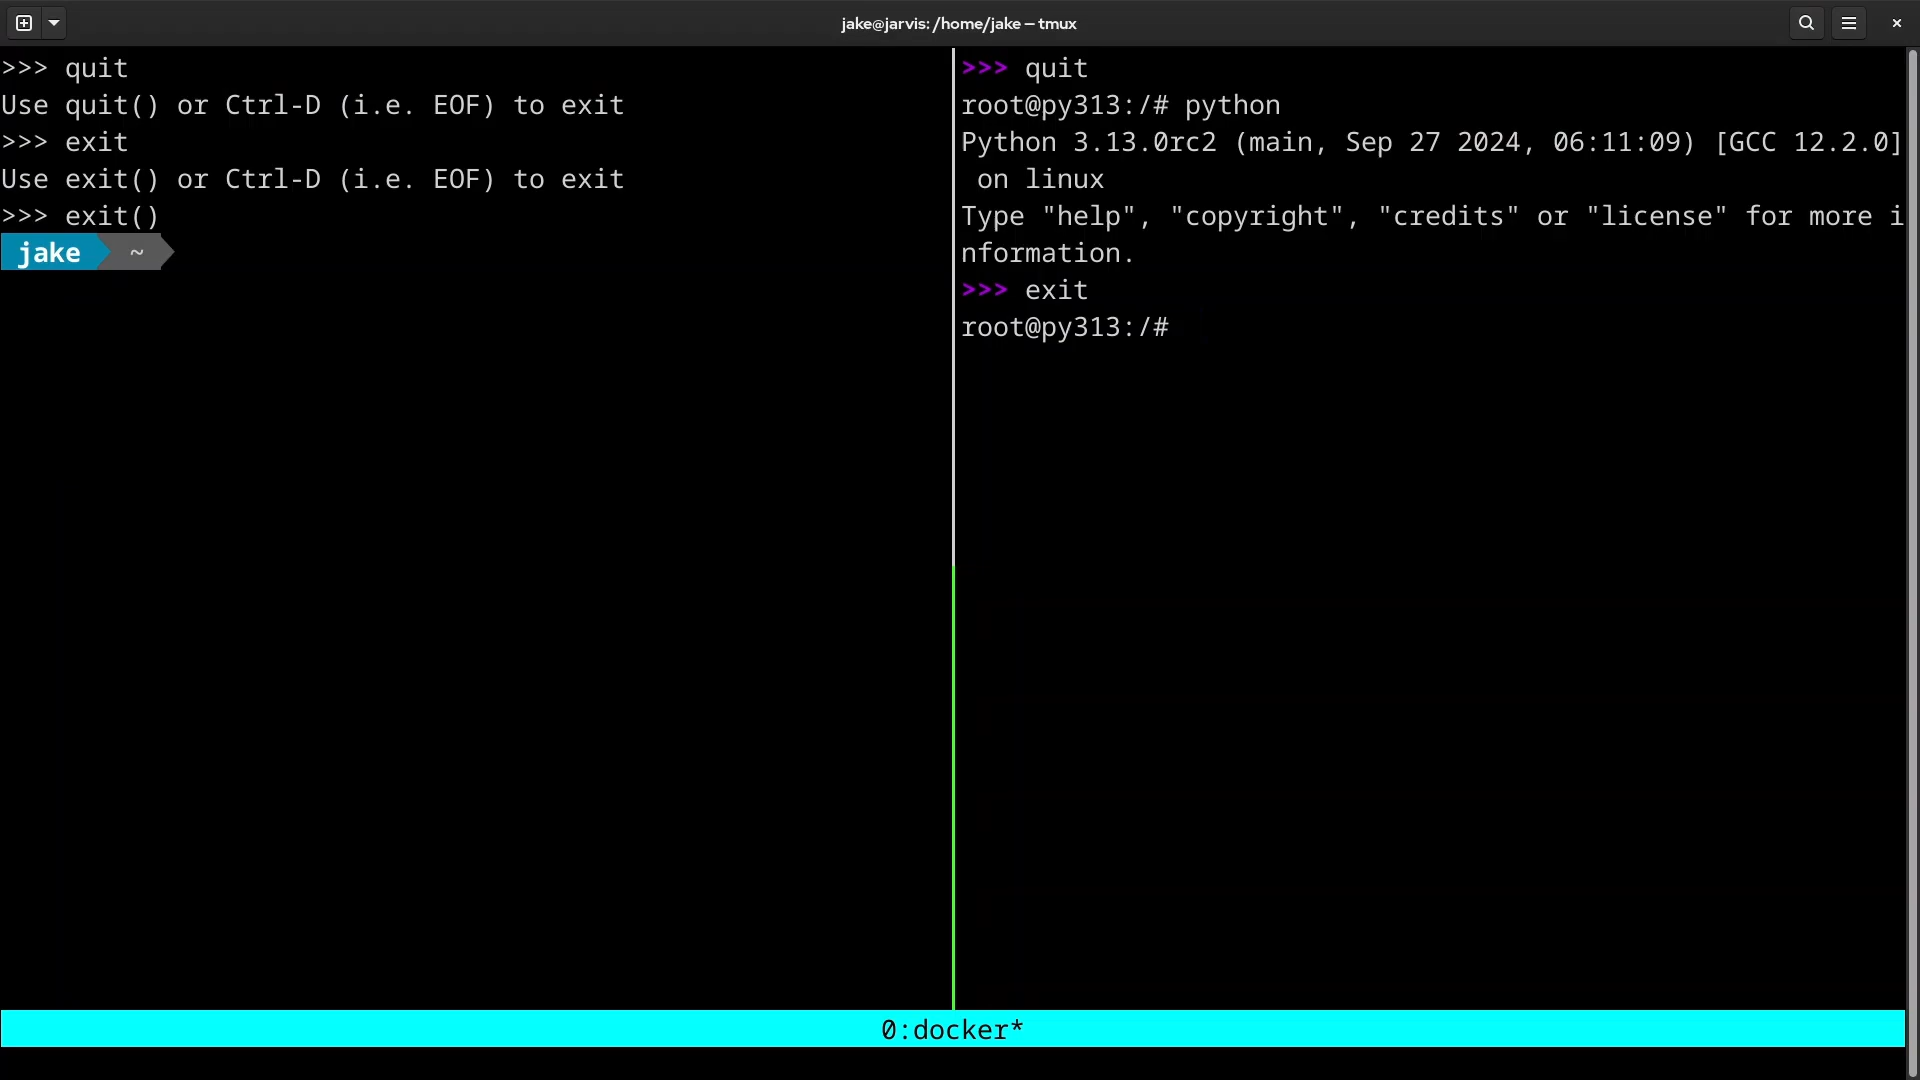 jake@jarvis: /home/jake — tmux
>>> quit
Use quit() or Ctrl-D (i.e. EOF) to exit
>>> exit
Use exit() or Ctrl-D (i.e. EOF) to exit
>>> exit()
jake ~
>>> quit
root@py313:/# python
Python 3.13.0rc2 (main, Sep 27 2024, 06:11:09) [GCC 12.2.0]
 on linux
Type "help", "copyright", "credits" or "license" for more i
nformation.
>>> exit
root@py313:/#
0:docker*